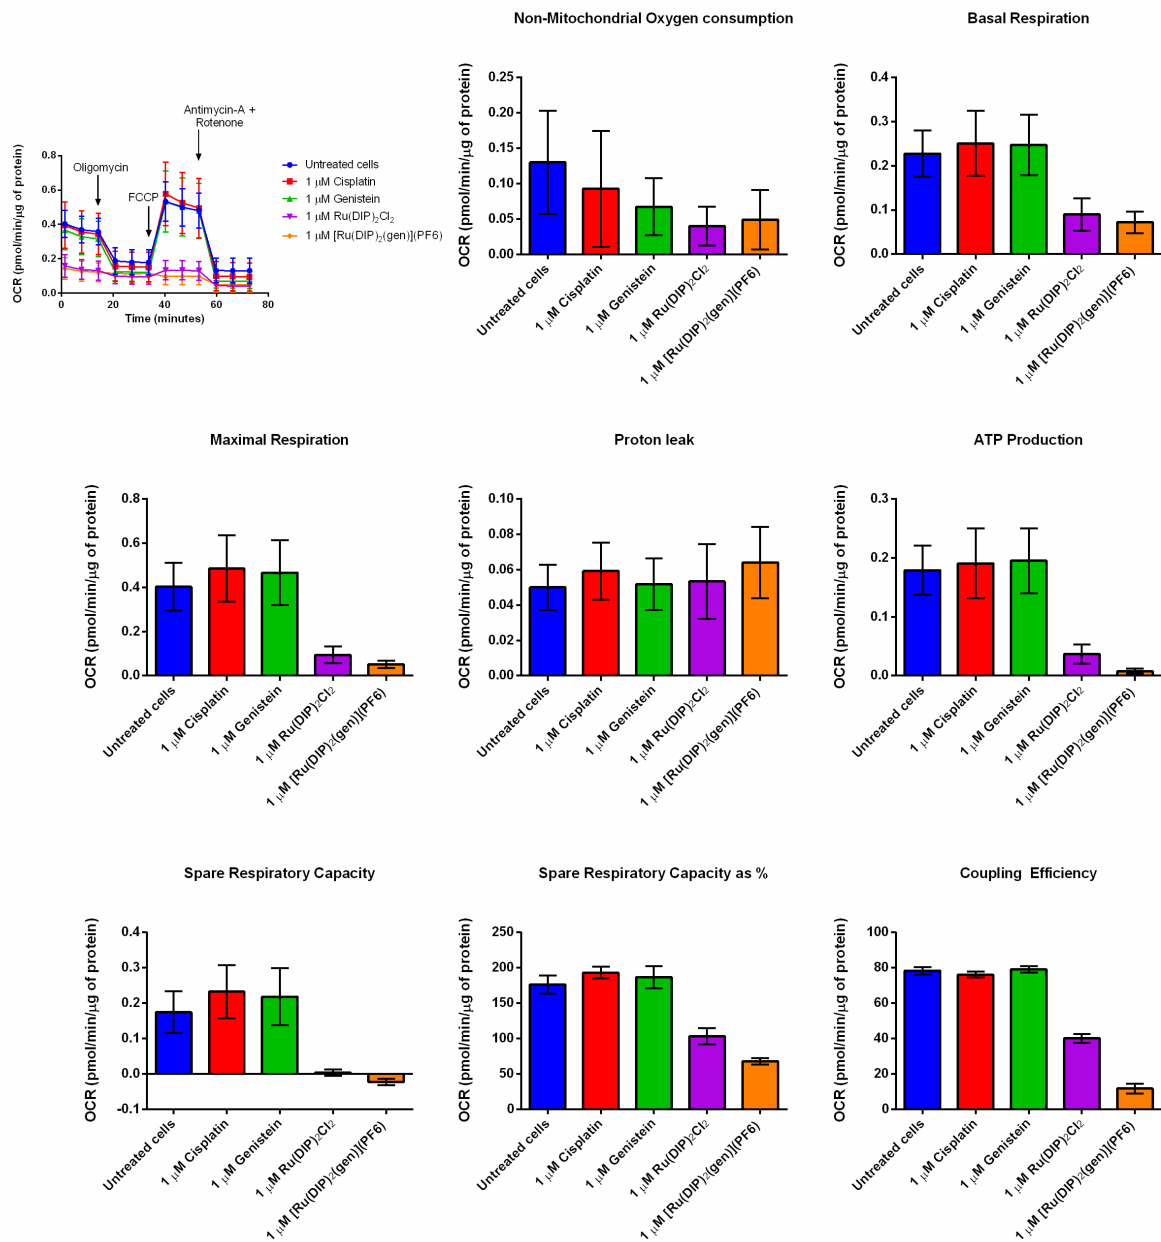 Non-Mitochondrial Oxygen consumption
Basal Respiration
OCR (pmol/min/μg of protein)
0.8
0.6
0.4
0.2
0.0
0
20
40
60
80
Time (minutes)
Oligomycin
FCCP
Antimycin-A +
Rotenone
Untreated cells
1 μM Cisplatin
1 μM Genistein
1 μM Ru(DIP)2Cl2
1 μM [Ru(DIP)2(gen)](PF6)
OCR (pmol/min/μg of protein)
0.25
0.20
0.15
0.10
0.05
0.00
Untreated cells
1 μM Cisplatin
1 μM Genistein
1 μM Ru(DIP)2Cl2
1 μM [Ru(DIP)2(gen)](PF6)
OCR (pmol/min/μg of protein)
0.4
0.3
0.2
0.1
0.0
Untreated cells
1 μM Cisplatin
1 μM Genistein
1 μM Ru(DIP)2Cl2
1 μM [Ru(DIP)2(gen)](PF6)
Maximal Respiration
Proton leak
ATP Production
OCR (pmol/min/μg of protein)
0.8
0.6
0.4
0.2
0.0
Untreated cells
1 μM Cisplatin
1 μM Genistein
1 μM Ru(DIP)2Cl2
1 μM [Ru(DIP)2(gen)](PF6)
OCR (pmol/min/μg of protein)
0.10
0.08
0.06
0.04
0.02
0.00
Untreated cells
1 μM Cisplatin
1 μM Genistein
1 μM Ru(DIP)2Cl2
1 μM [Ru(DIP)2(gen)](PF6)
OCR (pmol/min/μg of protein)
0.3
0.2
0.1
0.0
Untreated cells
1 μM Cisplatin
1 μM Genistein
1 μM Ru(DIP)2Cl2
1 μM [Ru(DIP)2(gen)](PF6)
Spare Respiratory Capacity
Spare Respiratory Capacity as %
Coupling Efficiency
OCR (pmol/min/μg of protein)
0.4
0.3
0.2
0.1
0.0
-0.1
Untreated cells
1 μM Cisplatin
1 μM Genistein
1 μM Ru(DIP)2Cl2
1 μM [Ru(DIP)2(gen)](PF6)
OCR (pmol/min/μg of protein)
250
200
150
100
50
0
Untreated cells
1 μM Cisplatin
1 μM Genistein
1 μM Ru(DIP)2Cl2
1 μM [Ru(DIP)2(gen)](PF6)
OCR (pmol/min/μg of protein)
100
80
60
40
20
0
Untreated cells
1 μM Cisplatin
1 μM Genistein
1 μM Ru(DIP)2Cl2
1 μM [Ru(DIP)2(gen)](PF6)